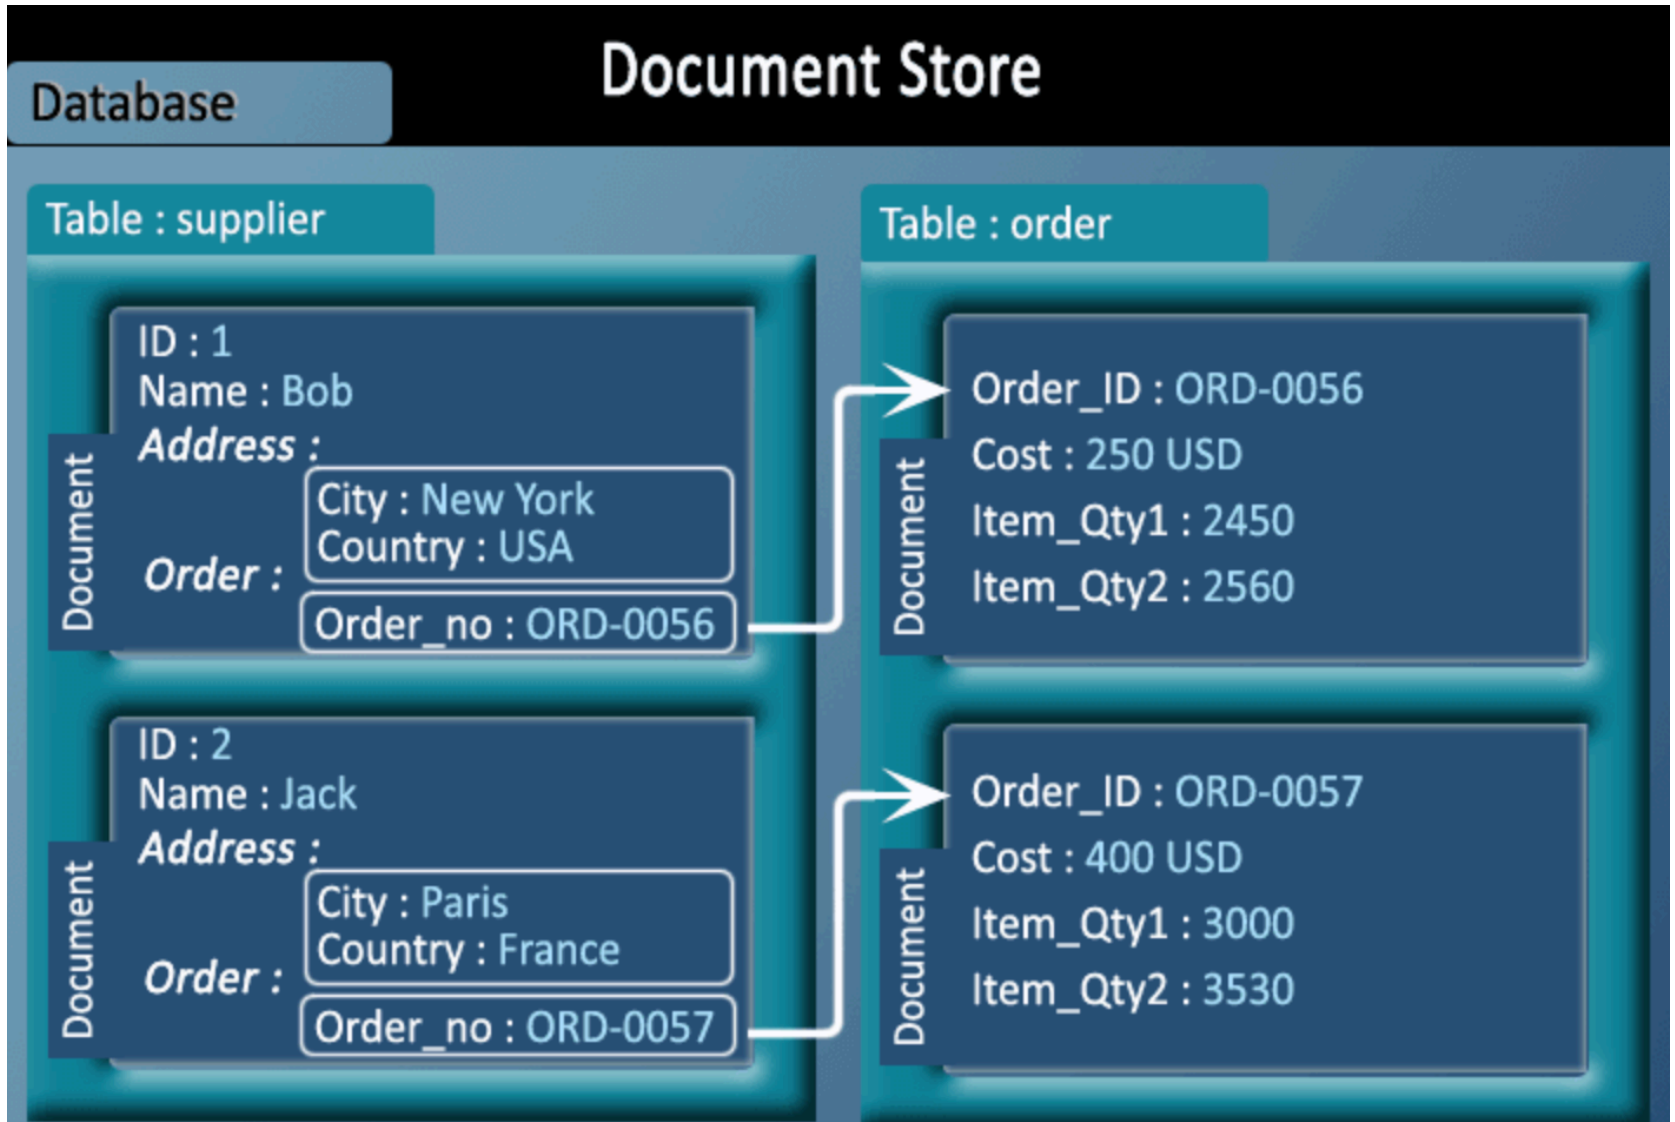 Document Store
Database
Table : supplier
Document
ID : 1
Name : Bob
Address :
City : New York
Country : USA
Order :
Order_no : ORD-0056
Document
ID : 2
Name : Jack
Address :
City : Paris
Country : France
Order :
Order_no : ORD-0057
Table : order
Document
Order_ID : ORD-0056
Cost : 250 USD
Item_Qty1 : 2450
Item_Qty2 : 2560
Document
Order_ID : ORD-0057
Cost : 400 USD
Item_Qty1 : 3000
Item_Qty2 : 3530